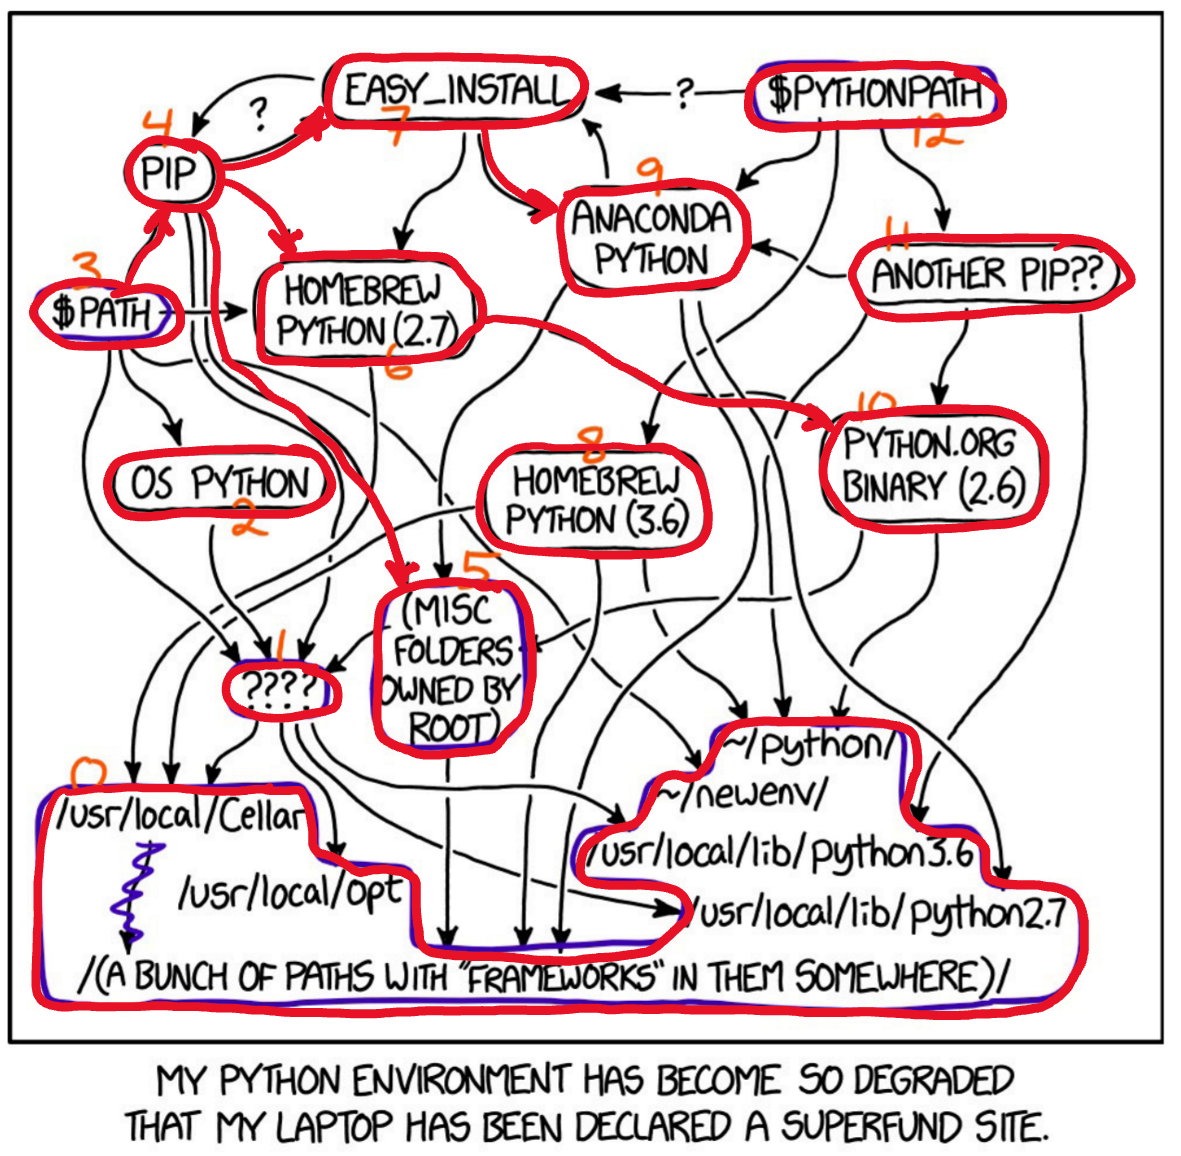 EASY_INSTALL
7
?
$PYTHONPATH
12
?
4
PIP
9
ANACONDA
PYTHON
11
ANOTHER PIP??
3
$PATH
HOMEBREW
PYTHON (2.7)
6
10
PYTHON.ORG
BINARY (2.6)
OS PYTHON
2
8
HOMEBREW
PYTHON (3.6)
5
(MISC
FOLDERS
OWNED BY
ROOT)
1
????
0
/usr/local/Cellar
/usr/local/opt
~/python/
~/newenv/
/usr/local/lib/python3.6
/usr/local/lib/python2.7
/(A BUNCH OF PATHS WITH "FRAMEWORKS" IN THEM SOMEWHERE)/
MY PYTHON ENVIRONMENT HAS BECOME SO DEGRADED
THAT MY LAPTOP HAS BEEN DECLARED A SUPERFUND SITE.